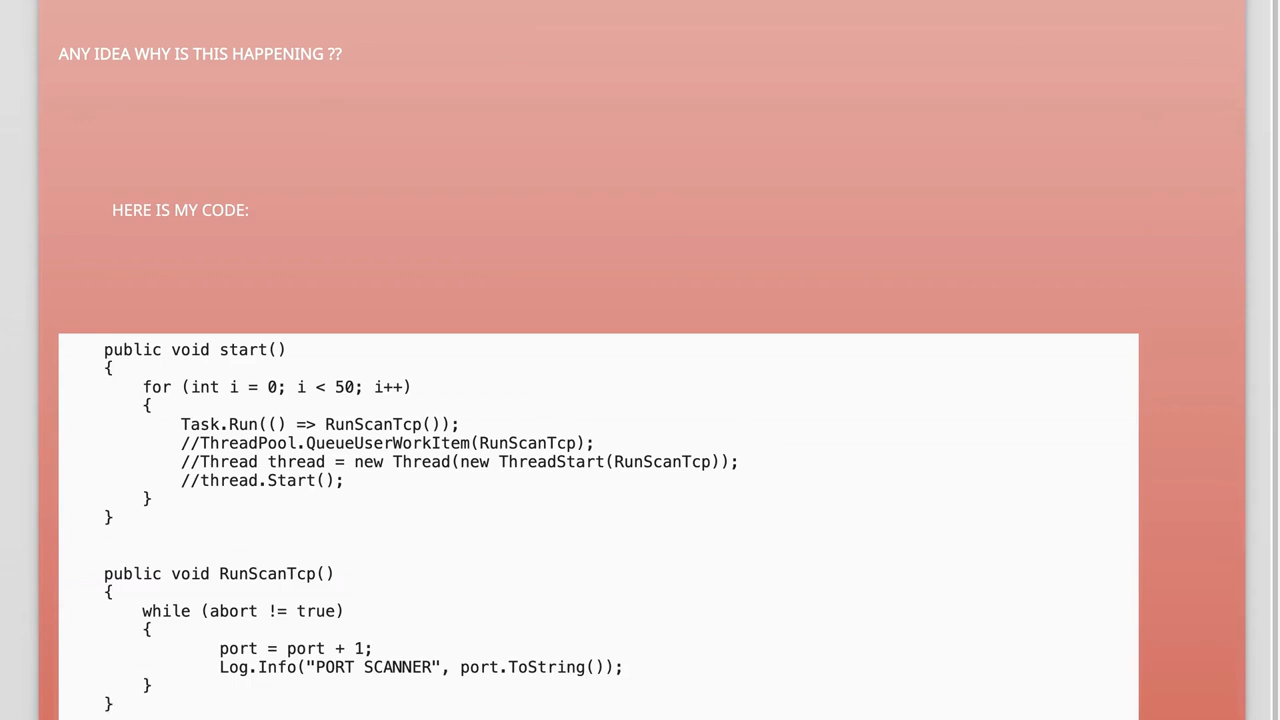 ANY IDEA WHY IS THIS HAPPENING ??
HERE IS MY CODE:
public void start()
{
for (int i = 0; i < 50; i++)
{
Task.Run(() => RunScanTcp());
//ThreadPool.QueueUserWorkItem(RunScanTcp);
//Thread thread = new Thread(new ThreadStart(RunScanTcp));
//thread.Start();
}
}
public void RunScanTcp()
{
while (abort != true)
{
port = port + 1;
Log.Info("PORT SCANNER", port.ToString());
}
}